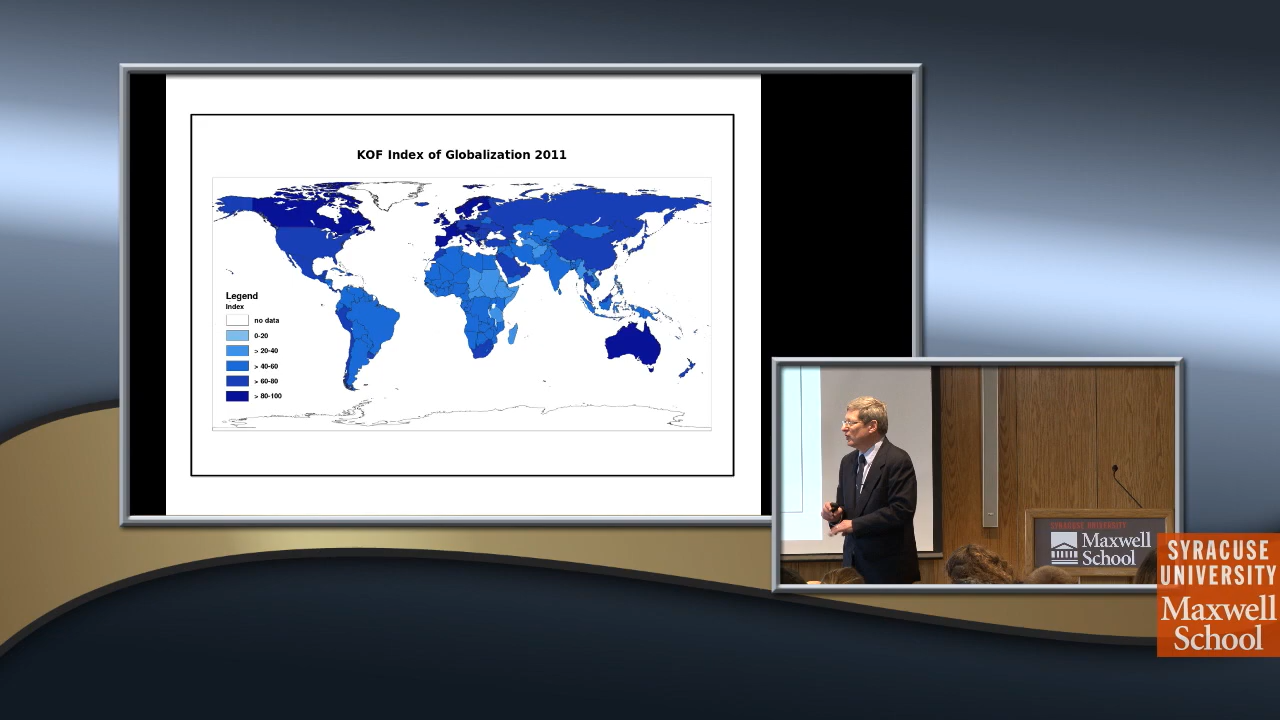 KOF Index of Globalization 2011
Legend
Index
no data
0-20
> 20-40
> 40-60
> 60-80
> 80-100
SYRACUSE UNIVERSITY
Maxwell
School
SYRACUSE
UNIVERSITY
Maxwell
School